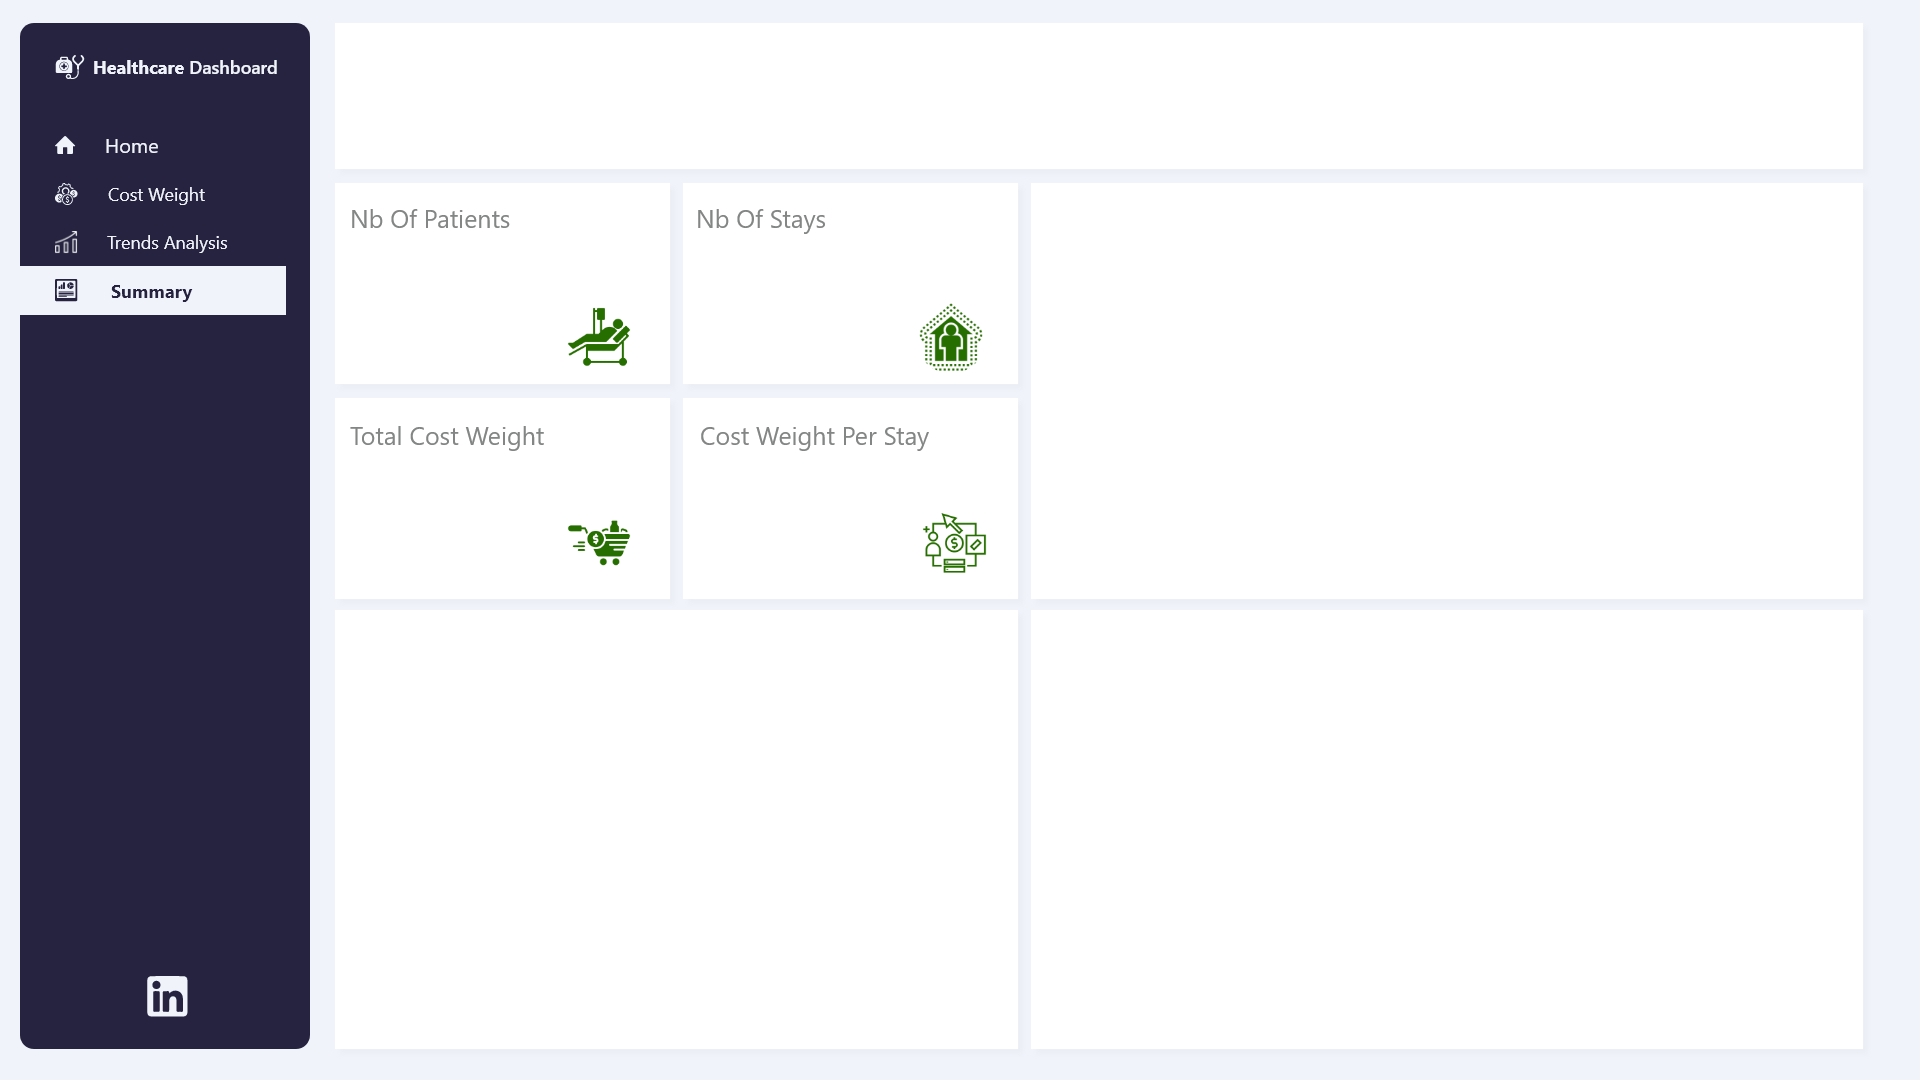 Healthcare Dashboard
Home
Cost Weight
Trends Analysis
Summary
in
Nb Of Patients
Nb Of Stays
Total Cost Weight
Cost Weight Per Stay